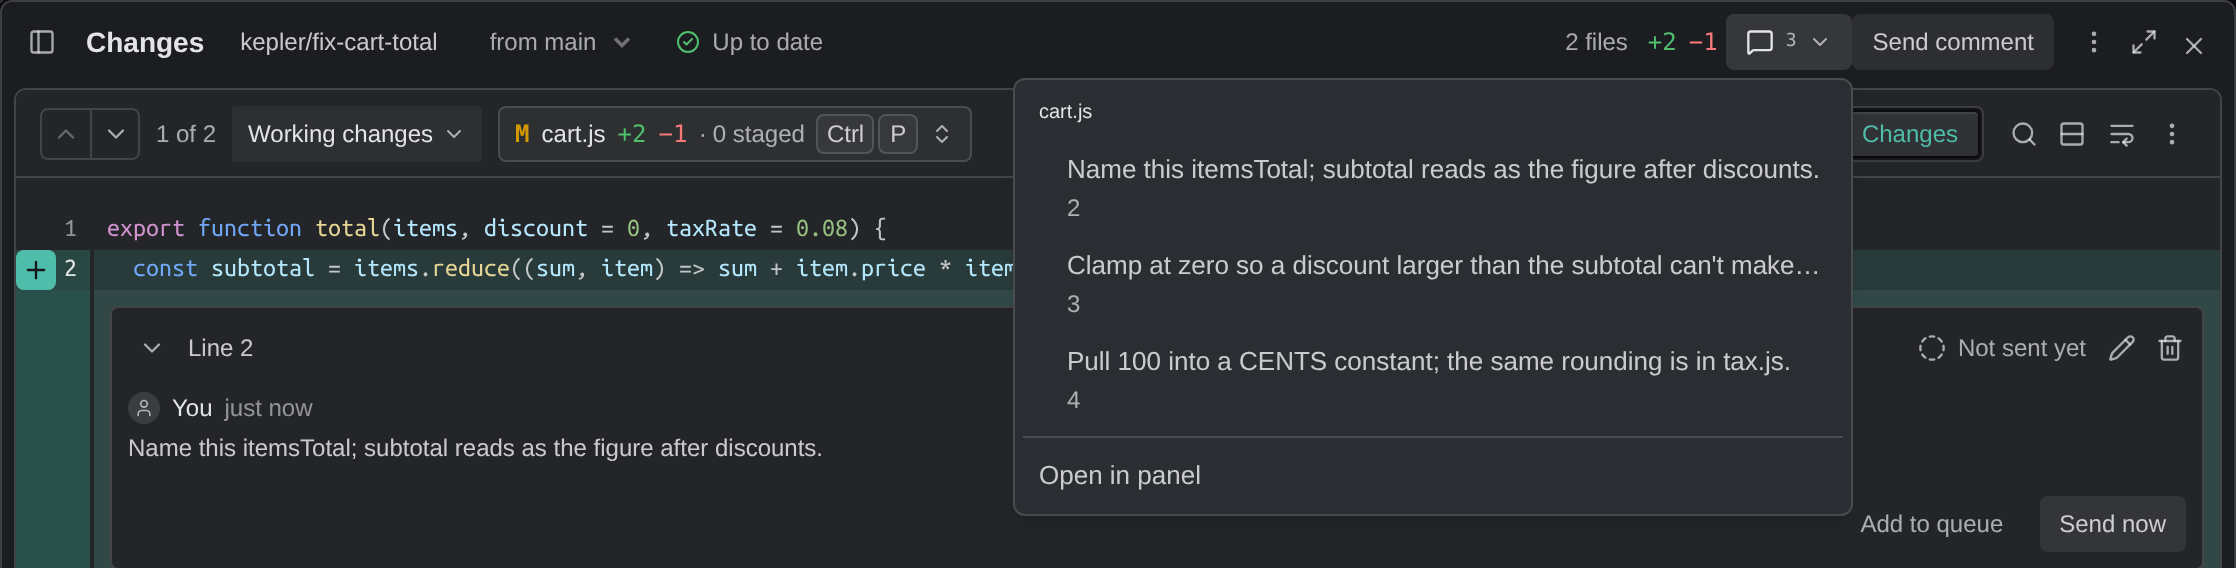 Changes kepler/fix-cart-total from main Up to date 2 files +2 −1 3 Send comment
1 of 2 Working changes M cart.js +2 −1 · 0 staged Ctrl P Changes
cart.js
Name this itemsTotal; subtotal reads as the figure after discounts.
2
Clamp at zero so a discount larger than the subtotal can't make…
3
Pull 100 into a CENTS constant; the same rounding is in tax.js.
4
Open in panel
1 export function total(items, discount = 0, taxRate = 0.08) {
2 const subtotal = items.reduce((sum, item) => sum + item.price * item
Line 2 Not sent yet
You just now
Name this itemsTotal; subtotal reads as the figure after discounts.
Add to queue Send now